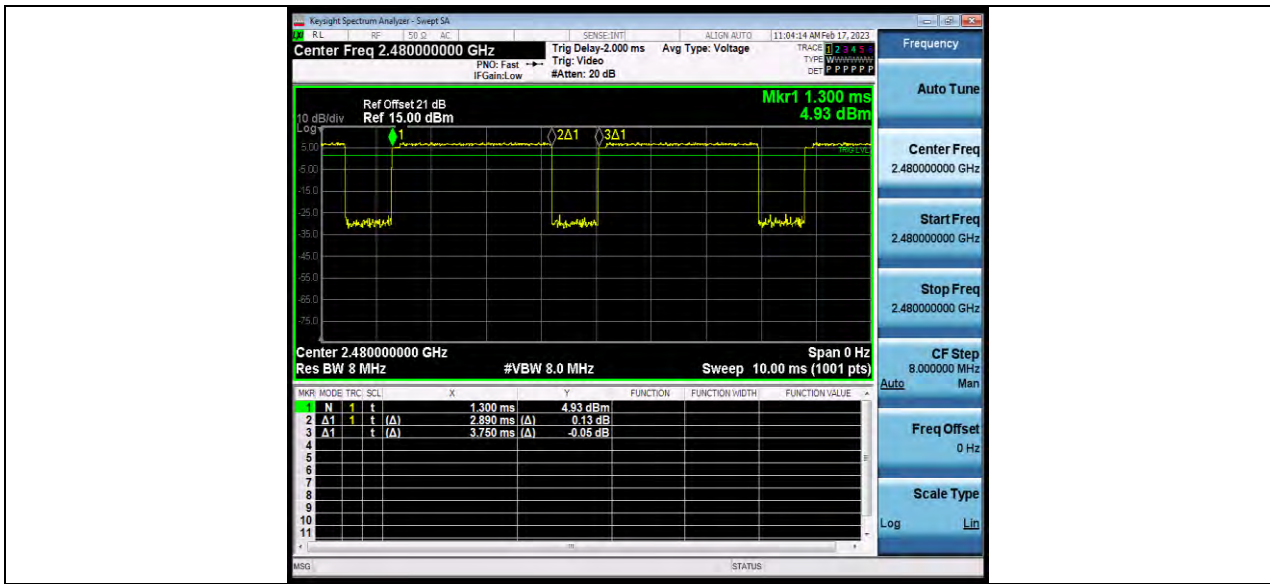 Keysight Spectrum Analyzer - Swept SA
LXI RL RF 50 Ω AC SENSE:INT ALIGN AUTO 11:04:14 AM Feb 17, 2023
Center Freq 2.480000000 GHz Trig Delay-2.000 ms Avg Type: Voltage TRACE 1 2 3 4 5 6
PNO: Fast Trig: Video TYPE WWWWWW
IFGain:Low #Atten: 20 dB DET P P P P P P
Mkr1 1.300 ms
4.93 dBm
Ref Offset 21 dB
10 dB/div Ref 15.00 dBm
Log
1 2Δ1 3Δ1
5.00
TRIG LVL
-5.00
-15.0
-25.0
-35.0
-45.0
-55.0
-65.0
-75.0
Center 2.480000000 GHz Span 0 Hz
Res BW 8 MHz #VBW 8.0 MHz Sweep 10.00 ms (1001 pts)
MKR MODE TRC SCL X Y FUNCTION FUNCTION WIDTH FUNCTION VALUE
1 N 1 t 1.300 ms 4.93 dBm
2 Δ1 1 t (Δ) 2.890 ms (Δ) 0.13 dB
3 Δ1 t (Δ) 3.750 ms (Δ) -0.05 dB
4
5
6
7
8
9
10
11
MSG STATUS
Frequency
Auto Tune
Center Freq
2.480000000 GHz
Start Freq
2.480000000 GHz
Stop Freq
2.480000000 GHz
CF Step
8.000000 MHz
Auto Man
Freq Offset
0 Hz
Scale Type
Log Lin